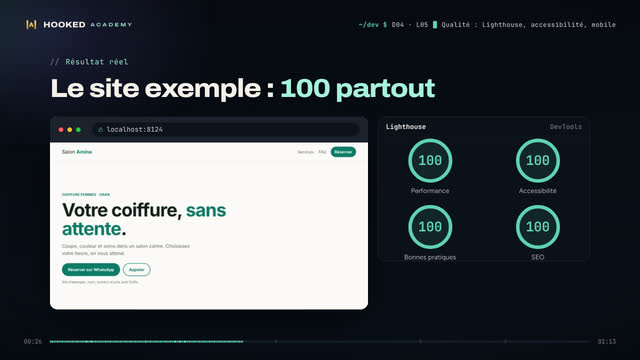 HOOKED ACADEMY
~/dev $ D04 · L05 Qualité : Lighthouse, accessibilité, mobile
// Résultat réel
Le site exemple : 100 partout
localhost:8124
Salon Amina
Services FAQ Réserver
COIFFURE FEMMES · ORAN
Votre coiffure, sans
attente.
Coupe, couleur et soins dans un salon calme. Choisissez
votre heure, on vous attend.
Réserver sur WhatsApp Appeler
Lighthouse DevTools
100 100
Performance Accessibilité
100 100
Bonnes pratiques SEO
00:26 01:13